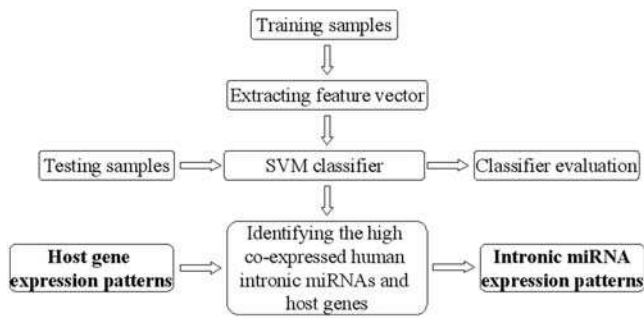 Training samples
Extracting feature vector
Testing samples
SVM classifier
Classifier evaluation
Host gene
expression patterns
Identifying the high
co-expressed human
intronic miRNAs and
host genes
Intronic miRNA
expression patterns